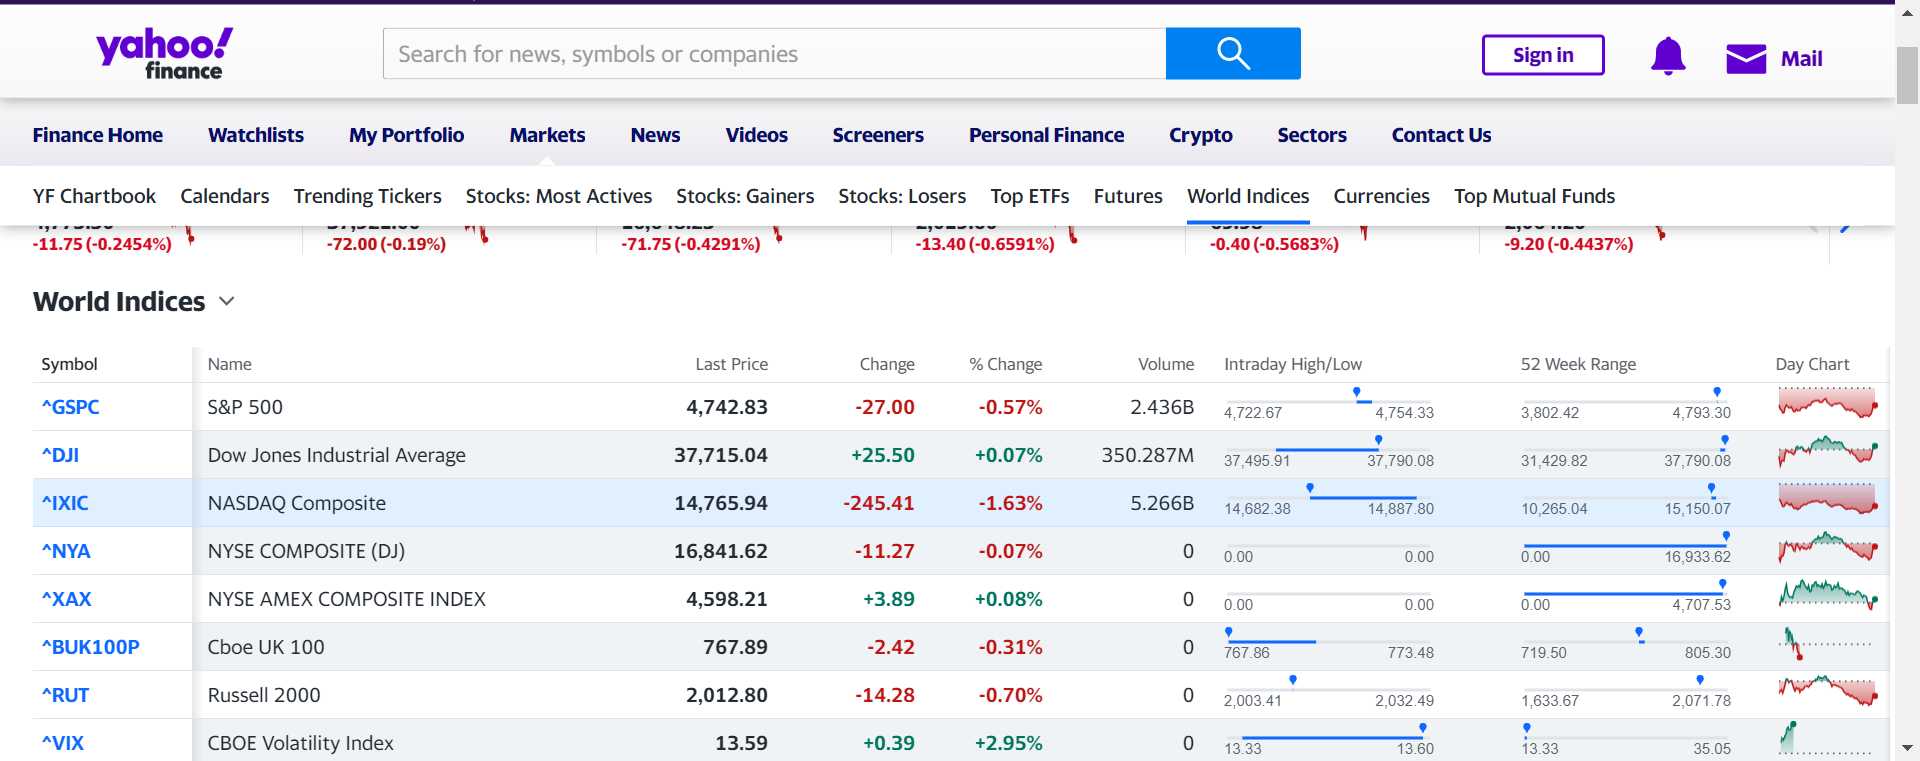 yahoo!
finance
Search for news, symbols or companies
Sign in
Mail
Finance Home Watchlists My Portfolio Markets News Videos Screeners Personal Finance Crypto Sectors Contact Us
YF Chartbook Calendars Trending Tickers Stocks: Most Actives Stocks: Gainers Stocks: Losers Top ETFs Futures World Indices Currencies Top Mutual Funds
-11.75 (-0.2454%) -72.00 (-0.19%) -71.75 (-0.4291%) -13.40 (-0.6591%) -0.40 (-0.5683%) -9.20 (-0.4437%)
World Indices
Symbol Name Last Price Change % Change Volume Intraday High/Low 52 Week Range Day Chart
^GSPC S&P 500 4,742.83 -27.00 -0.57% 2.436B 4,722.67 4,754.33 3,802.42 4,793.30
^DJI Dow Jones Industrial Average 37,715.04 +25.50 +0.07% 350.287M 37,495.91 37,790.08 31,429.82 37,790.08
^IXIC NASDAQ Composite 14,765.94 -245.41 -1.63% 5.266B 14,682.38 14,887.80 10,265.04 15,150.07
^NYA NYSE COMPOSITE (DJ) 16,841.62 -11.27 -0.07% 0 0.00 0.00 0.00 16,933.62
^XAX NYSE AMEX COMPOSITE INDEX 4,598.21 +3.89 +0.08% 0 0.00 0.00 0.00 4,707.53
^BUK100P Cboe UK 100 767.89 -2.42 -0.31% 0 767.86 773.48 719.50 805.30
^RUT Russell 2000 2,012.80 -14.28 -0.70% 0 2,003.41 2,032.49 1,633.67 2,071.78
^VIX CBOE Volatility Index 13.59 +0.39 +2.95% 0 13.33 13.60 13.33 35.05